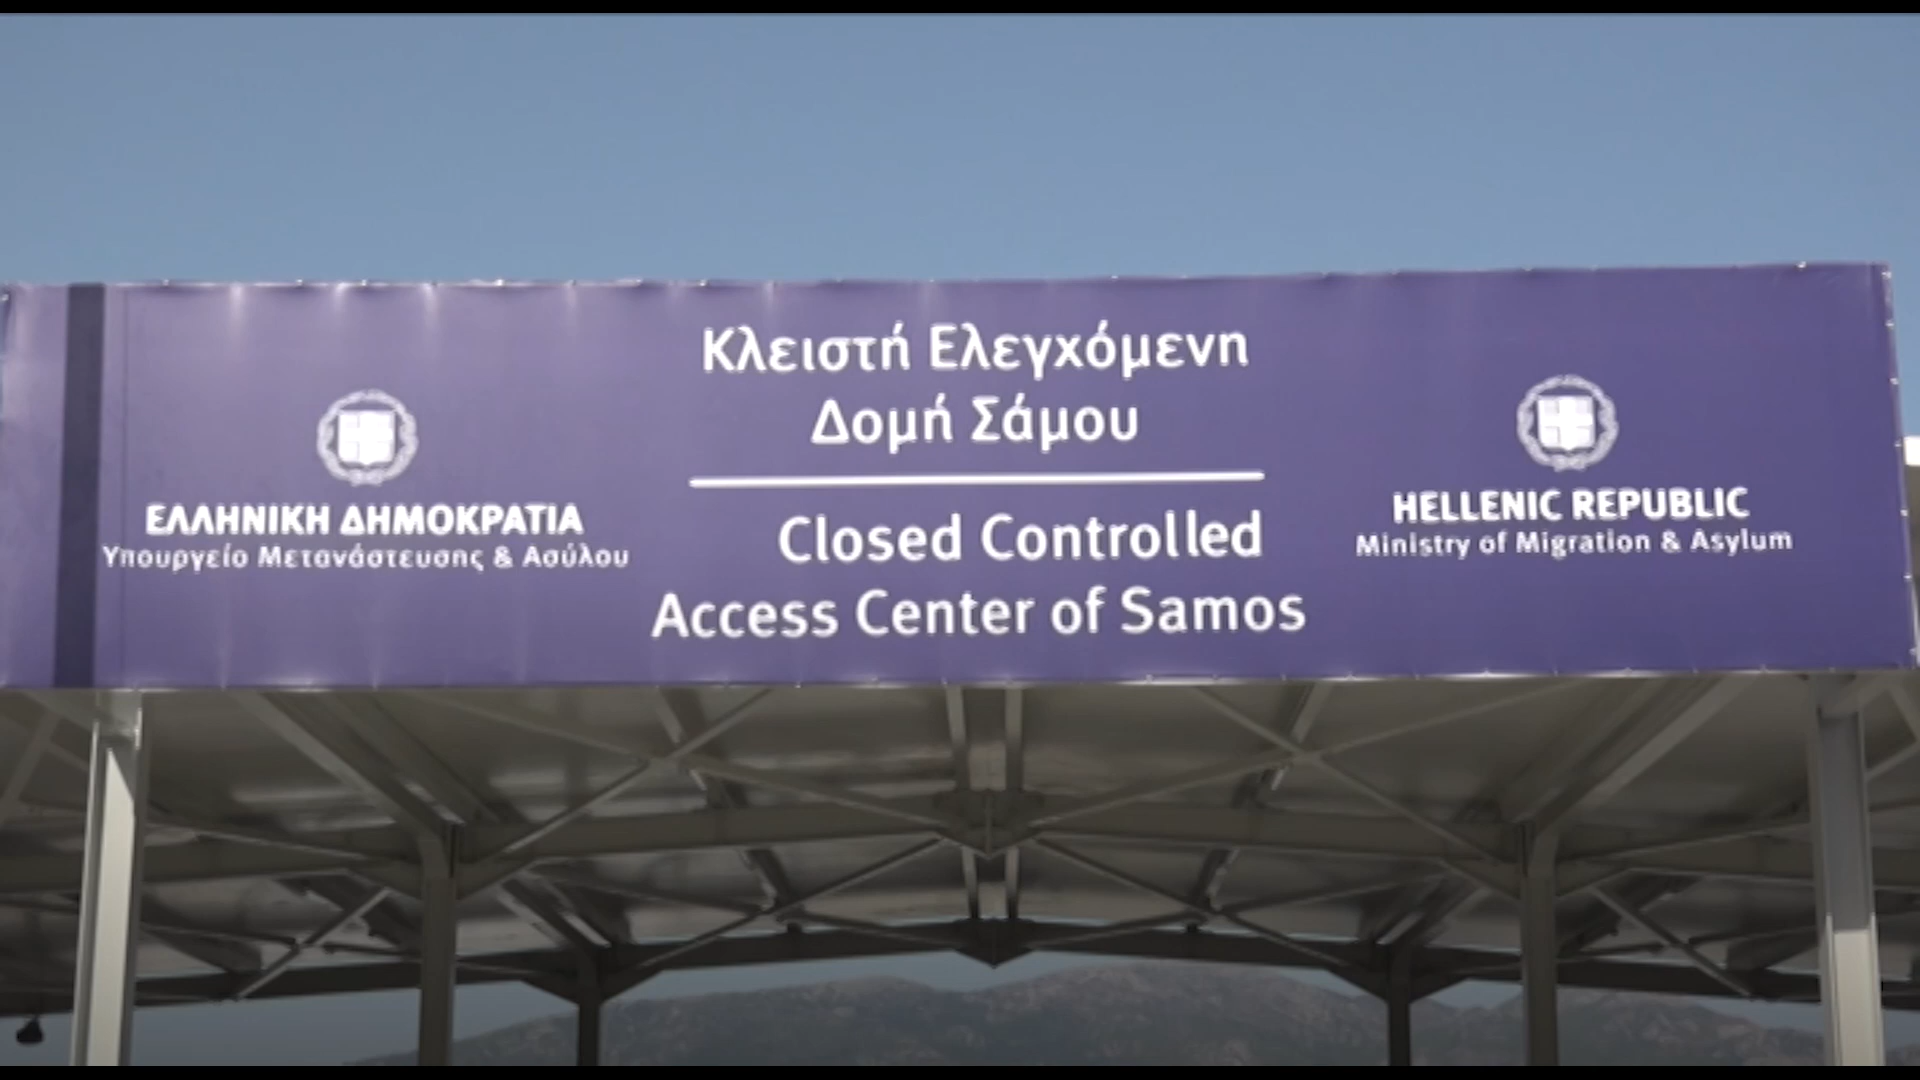 Κλειστή Ελεγχόμενη
Δομή Σάμου
Closed Controlled
Access Center of Samos
ΕΛΛΗΝΙΚΗ ΔΗΜΟΚΡΑΤΙΑ
Υπουργείο Μετανάστευσης & Ασύλου
HELLENIC REPUBLIC
Ministry of Migration & Asylum